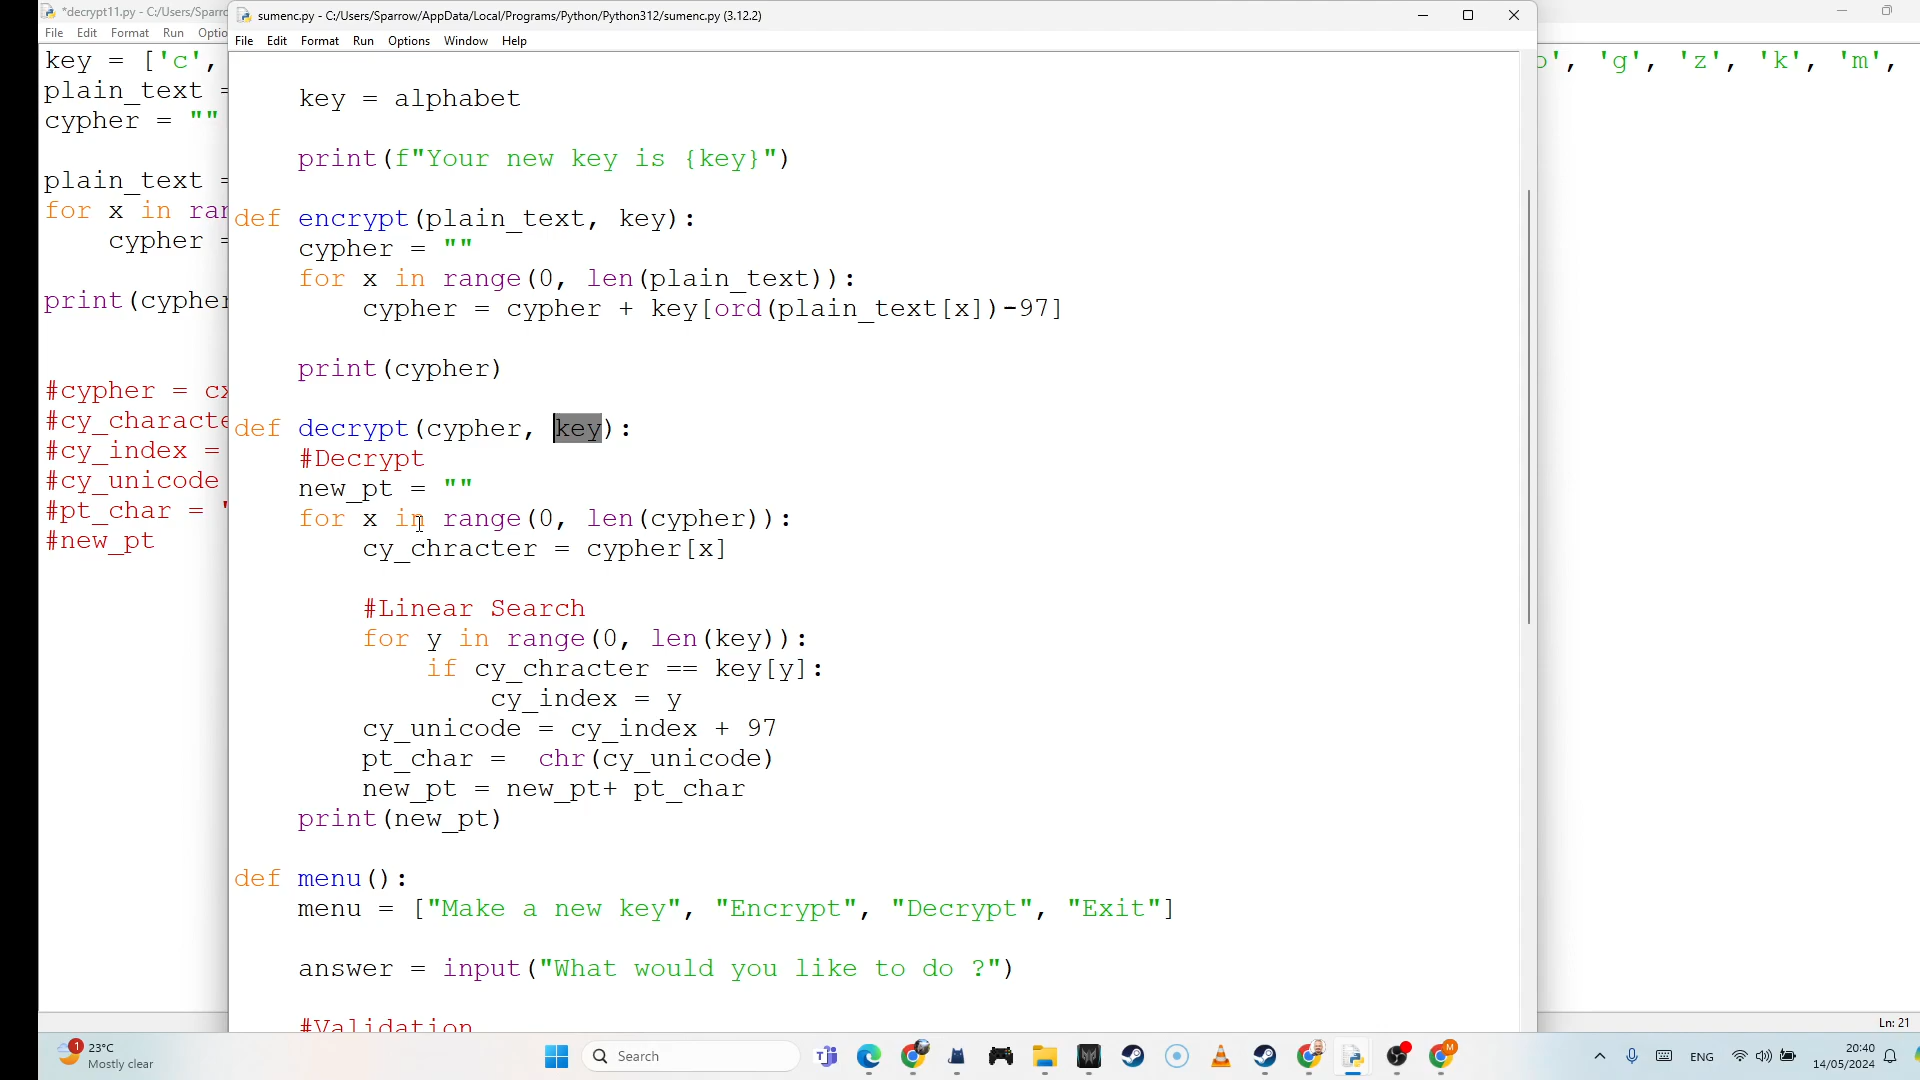 *decrypt11.py - C:/Users/Sparro
File Edit Format Run Optio
key = ['c',
plain_text =
cypher = ""
plain_text =
for x in ran
cypher =
print(cypher
#cypher = cx
#cy_characte
#cy_index =
#cy_unicode
#pt_char = '
#new_pt
sumenc.py - C:/Users/Sparrow/AppData/Local/Programs/Python/Python312/sumenc.py (3.12.2)
File Edit Format Run Options Window Help
key = alphabet
print(f"Your new key is {key}")
def encrypt(plain_text, key):
cypher = ""
for x in range(0, len(plain_text)):
cypher = cypher + key[ord(plain_text[x])-97]
print(cypher)
def decrypt(cypher, key):
#Decrypt
new_pt = ""
for x in range(0, len(cypher)):
cy_chracter = cypher[x]
#Linear Search
for y in range(0, len(key)):
if cy_chracter == key[y]:
cy_index = y
cy_unicode = cy_index + 97
pt_char =  chr(cy_unicode)
new_pt = new_pt+ pt_char
print(new_pt)
def menu():
menu = ["Make a new key", "Encrypt", "Decrypt", "Exit"]
answer = input("What would you like to do ?")
#Validation
', 'g', 'z', 'k', 'm',
Ln: 21
1
23°C
Mostly clear
Search
M
ENG
20:40
14/05/2024